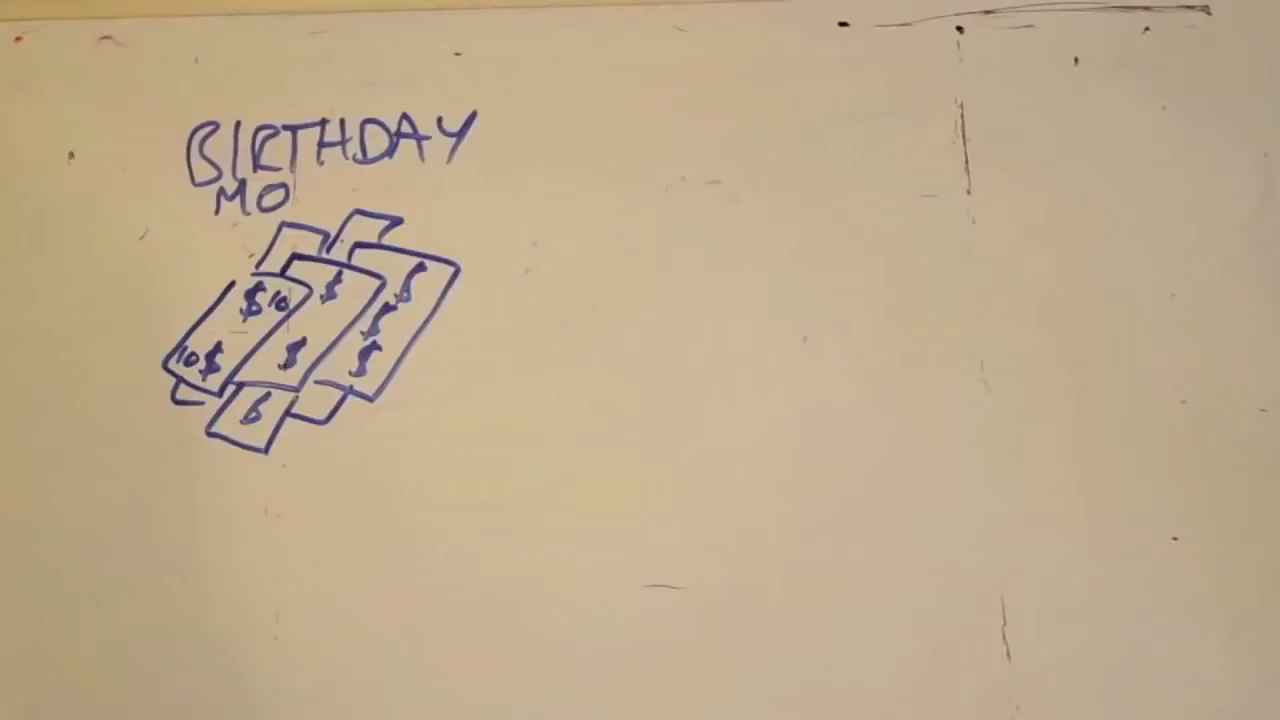 BIRTHDAY
MO
$10 $ $
$
10$ $ $
$